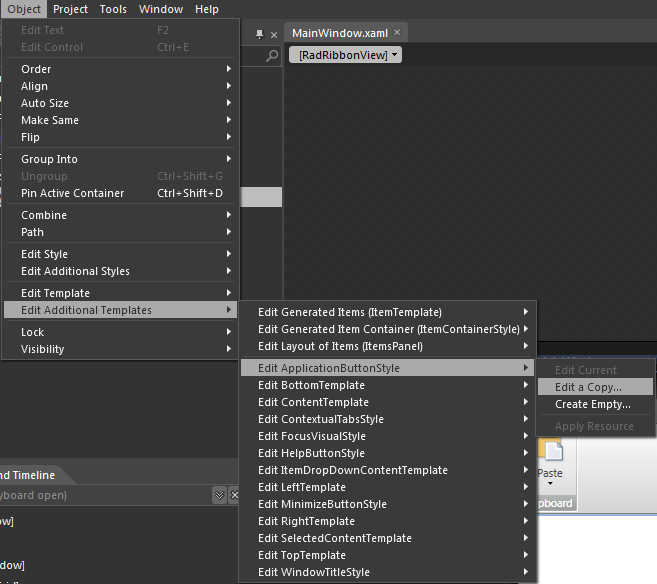 Object Project Tools Window Help
Edit Text F2
Edit Control Ctrl+E
Order
Align
Auto Size
Make Same
Flip
Group Into
Ungroup Ctrl+Shift+G
Pin Active Container Ctrl+Shift+D
Combine
Path
Edit Style
Edit Additional Styles
Edit Template
Edit Additional Templates
Lock
Visibility
MainWindow.xaml
[RadRibbonView]
Edit Generated Items (ItemTemplate)
Edit Generated Item Container (ItemContainerStyle)
Edit Layout of Items (ItemsPanel)
Edit ApplicationButtonStyle
Edit BottomTemplate
Edit ContentTemplate
Edit ContextualTabsStyle
Edit FocusVisualStyle
Edit HelpButtonStyle
Edit ItemDropDownContentTemplate
Edit LeftTemplate
Edit MinimizeButtonStyle
Edit RightTemplate
Edit SelectedContentTemplate
Edit TopTemplate
Edit WindowTitleStyle
Edit Current
Edit a Copy...
Create Empty...
Apply Resource
Paste
pboard
nd Timeline
yboard open)
ow]
ndow]